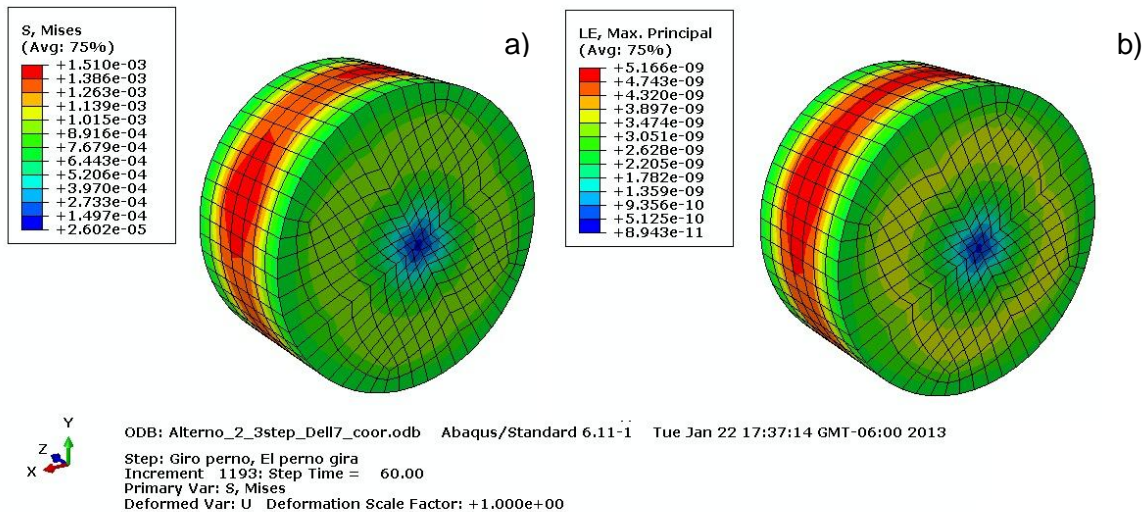 S, Mises
(Avg: 75%)
+1.510e-03
+1.386e-03
+1.263e-03
+1.139e-03
+1.015e-03
+8.916e-04
+7.679e-04
+6.443e-04
+5.206e-04
+3.970e-04
+2.733e-04
+1.497e-04
+2.602e-05
a)
LE, Max. Principal
(Avg: 75%)
+5.166e-09
+4.743e-09
+4.320e-09
+3.897e-09
+3.474e-09
+3.051e-09
+2.628e-09
+2.205e-09
+1.782e-09
+1.359e-09
+9.356e-10
+5.125e-10
+8.943e-11
b)
Y
Z
X
ODB: Alterno_2_3step_Dell7_coor.odb Abaqus/Standard 6.11-1 Tue Jan 22 17:37:14 GMT-06:00 2013
Step: Giro perno, El perno gira
Increment 1193: Step Time = 60.00
Primary Var: S, Mises
Deformed Var: U Deformation Scale Factor: +1.000e+00